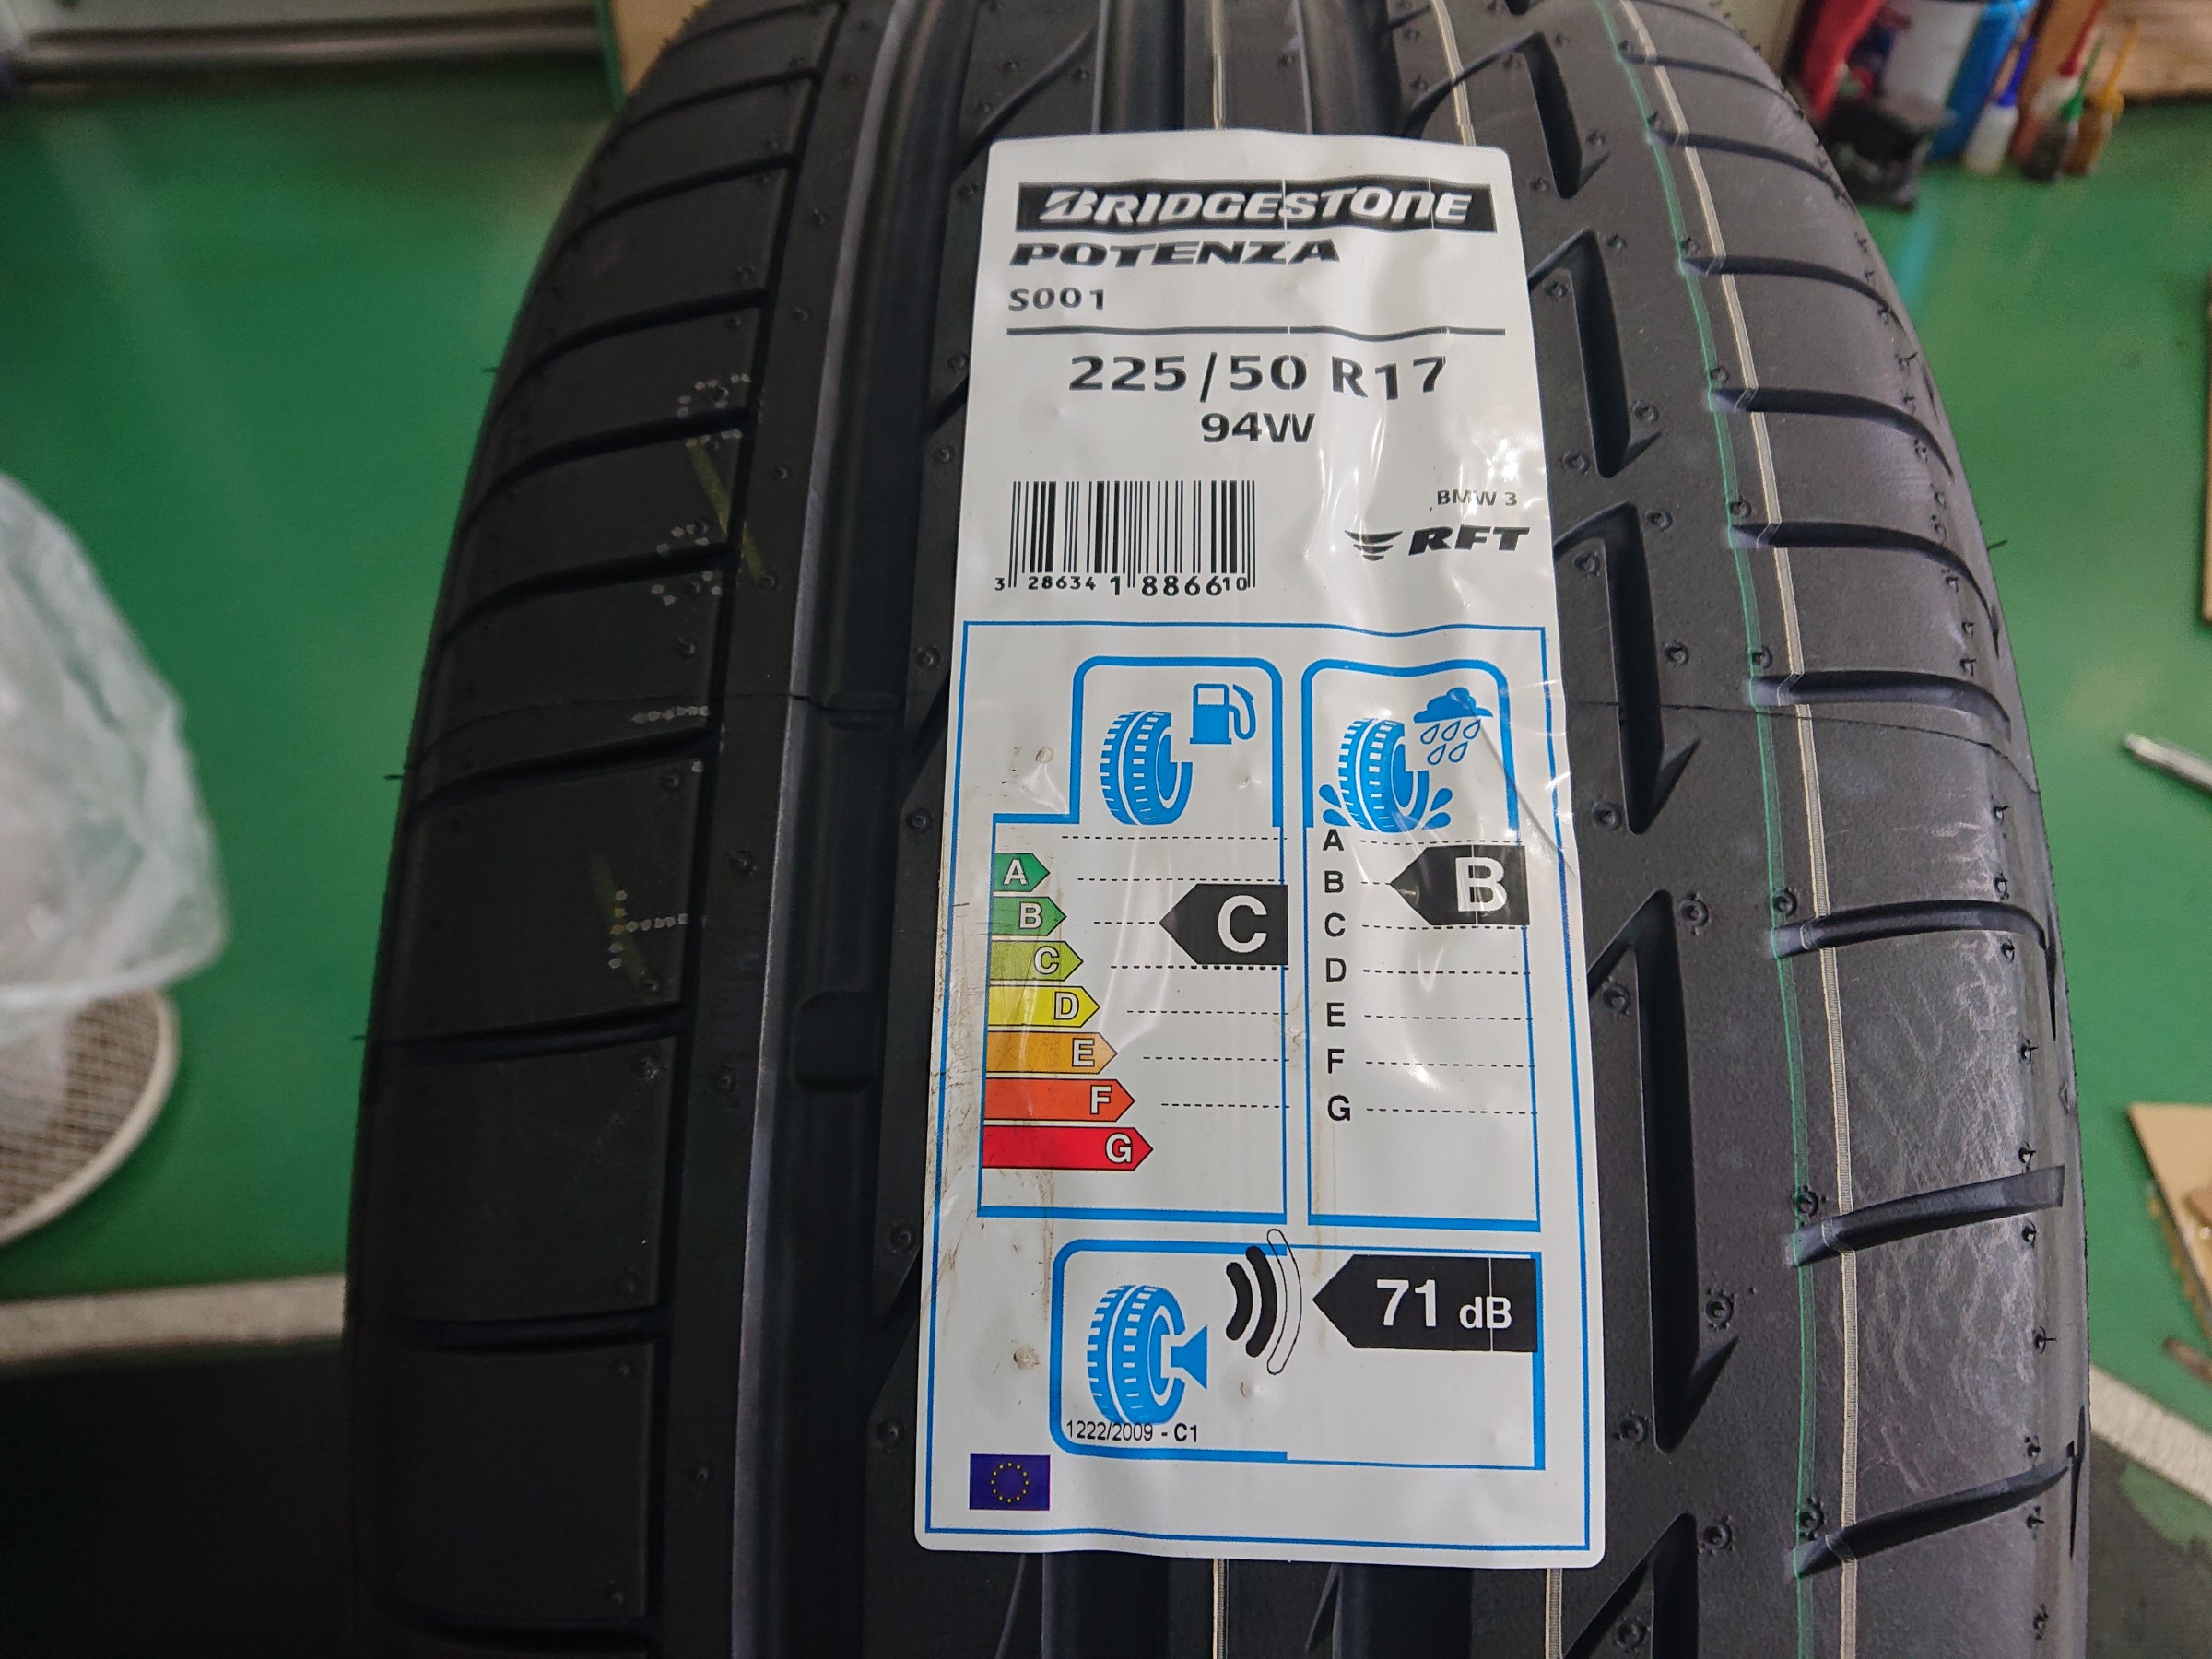 BRIDGESTONE
POTENZA
S001
225/50 R17
94W
BMW 3
RFT
3 286341 886610
A
B
C
D
E
F
G
C
A
B
C
D
E
F
G
B
71 dB
1222/2009 - C1